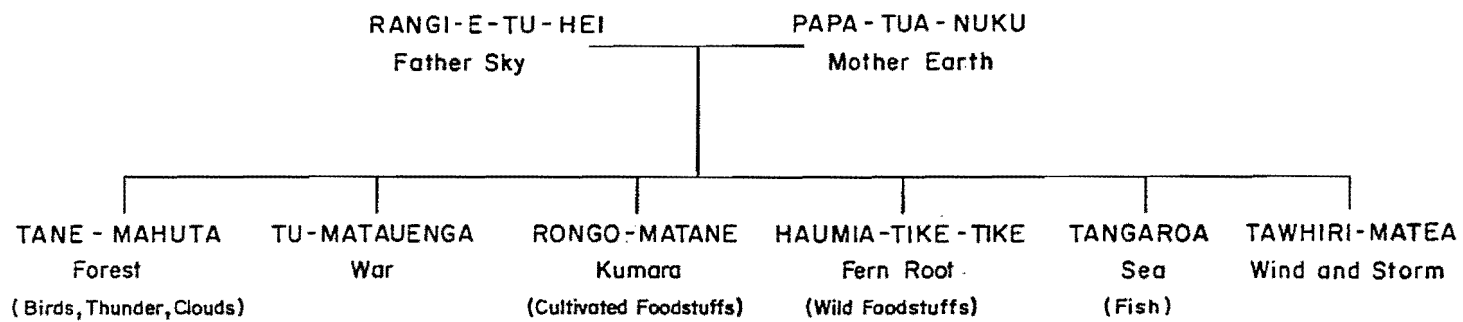 RANGI-E-TU-HEI PAPA-TUA-NUKU
Father Sky Mother Earth
TANE-MAHUTA TU-MATAUENGA RONGO-MATANE HAUMIA-TIKE-TIKE TANGAROA TAWHIRI-MATEA
Forest War Kumara Fern Root Sea Wind and Storm
(Birds, Thunder, Clouds) (Cultivated Foodstuffs) (Wild Foodstuffs) (Fish)